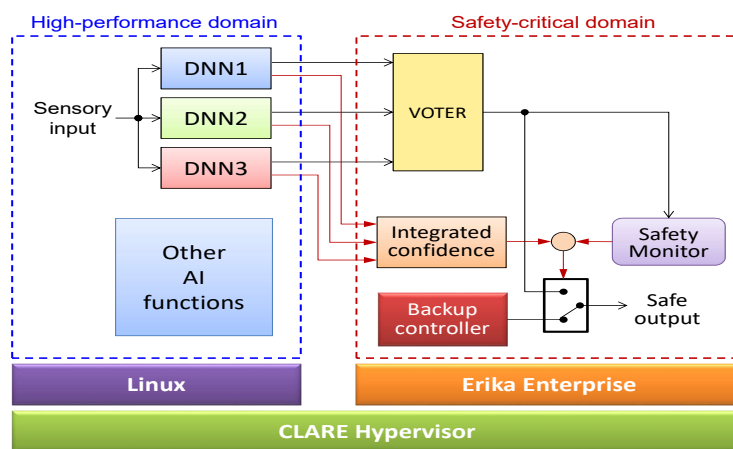 High-performance domain
Safety-critical domain
Sensory
input
DNN1
DNN2
DNN3
VOTER
Other
AI
functions
Integrated
confidence
Safety
Monitor
Backup
controller
Safe
output
Linux
Erika Enterprise
CLARE Hypervisor